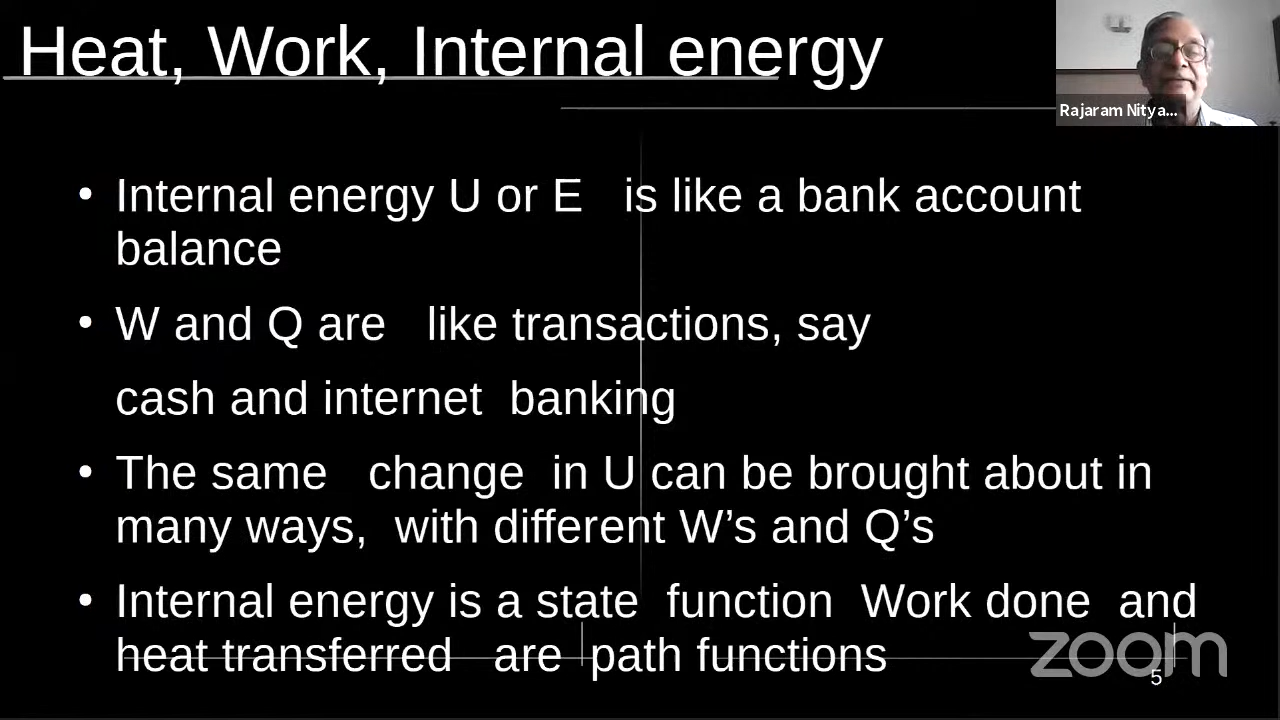 Heat, Work, Internal energy
Rajaram Nitya...
• Internal energy U or E is like a bank account
balance
• W and Q are like transactions, say
cash and internet banking
• The same change in U can be brought about in
many ways, with different W’s and Q’s
• Internal energy is a state function Work done and
heat transferred are path functions
zoom
5